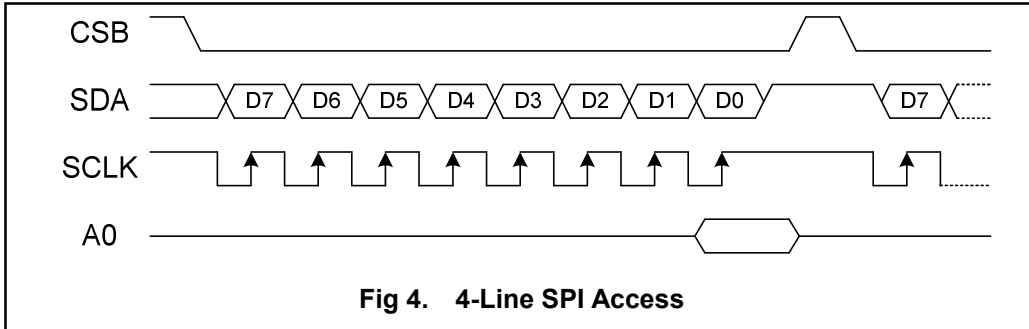 CSB
SDA D7 D6 D5 D4 D3 D2 D1 D0 D7
SCLK
A0
Fig 4. 4-Line SPI Access